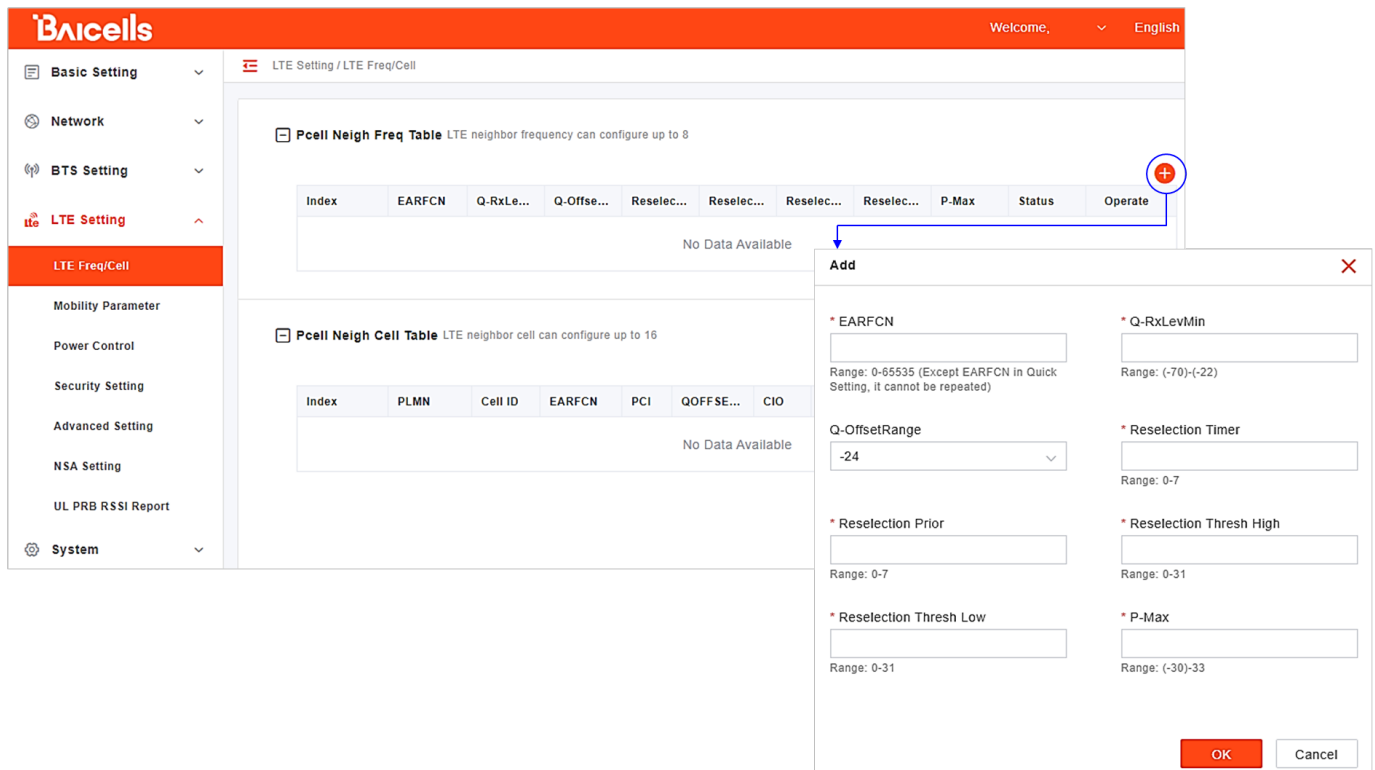 BAICELLS
Welcome,
English
Basic Setting
Network
BTS Setting
LTE Setting
LTE Freq/Cell
Mobility Parameter
Power Control
Security Setting
Advanced Setting
NSA Setting
UL PRB RSSI Report
System
LTE Setting / LTE Freq/Cell
Pcell Neigh Freq Table LTE neighbor frequency can configure up to 8
Index EARFCN Q-RxLe... Q-Offse... Reselec... Reselec... Reselec... Reselec... P-Max Status Operate
No Data Available
Pcell Neigh Cell Table LTE neighbor cell can configure up to 16
Index PLMN Cell ID EARFCN PCI QOFFSE... CIO
No Data Available
Add
* EARFCN
Range: 0-65535 (Except EARFCN in Quick
Setting, it cannot be repeated)
* Q-RxLevMin
Range: (-70)-(-22)
Q-OffsetRange
-24
* Reselection Timer
Range: 0-7
* Reselection Prior
Range: 0-7
* Reselection Thresh High
Range: 0-31
* Reselection Thresh Low
Range: 0-31
* P-Max
Range: (-30)-33
OK
Cancel